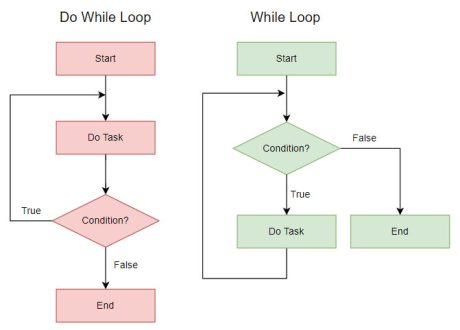 Do While Loop
Start
Do Task
Condition?
True
False
End
While Loop
Start
Condition?
False
True
Do Task
End